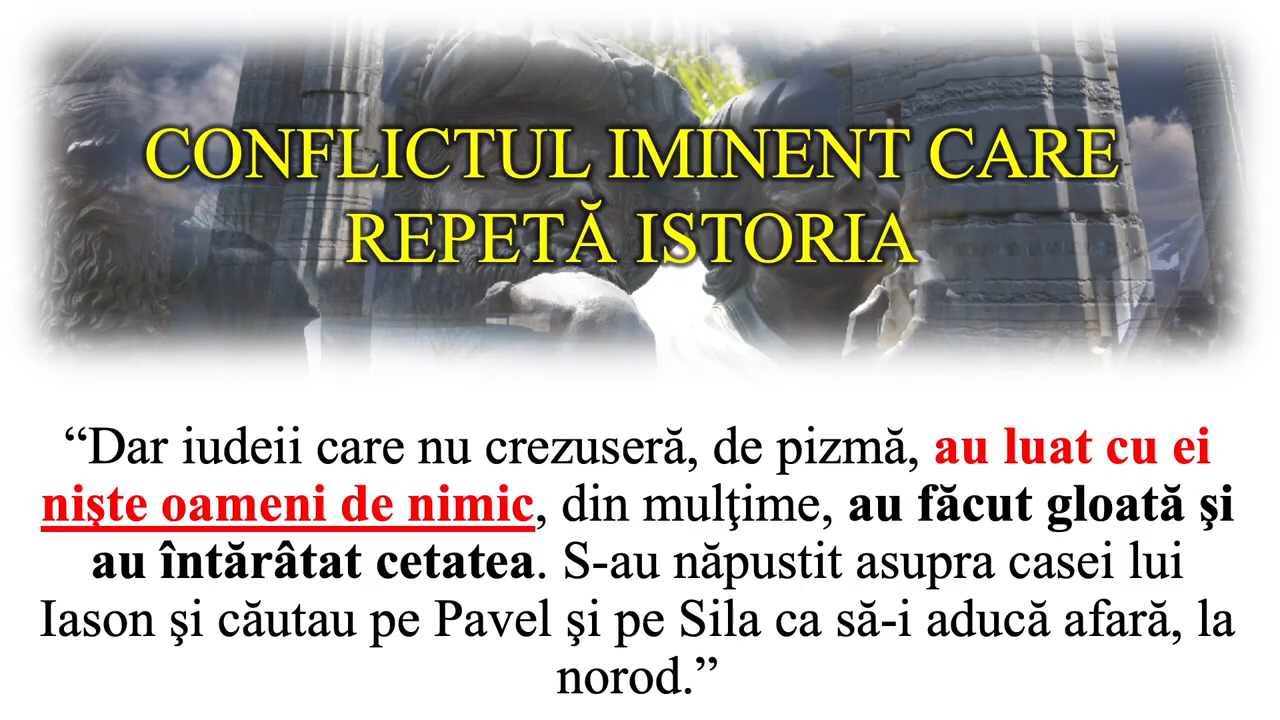 CONFLICTUL IMINENT CARE
REPETĂ ISTORIA
“Dar iudeii care nu crezuseră, de pizmă, au luat cu ei
nişte oameni de nimic, din mulţime, au făcut gloată şi
au întărâtat cetatea. S-au năpustit asupra casei lui
Iason şi căutau pe Pavel şi pe Sila ca să-i aducă afară, la
norod.”